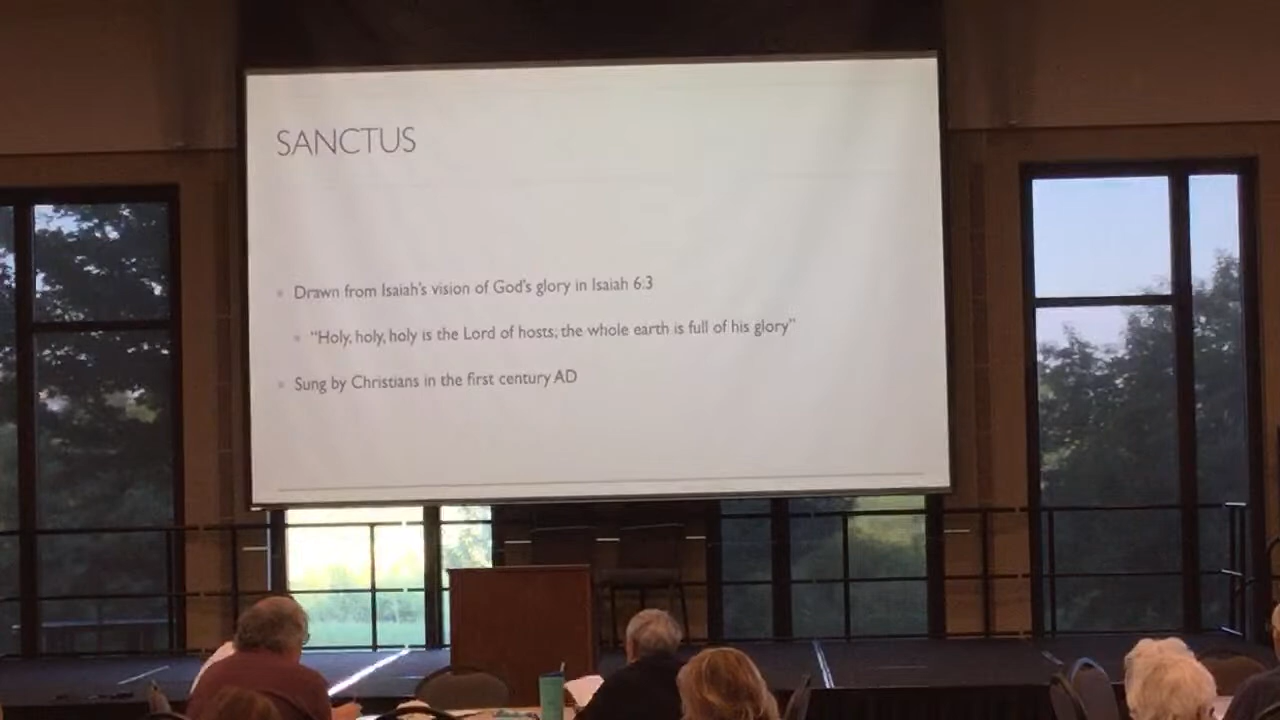 SANCTUS
Drawn from Isaiah's vision of God's glory in Isaiah 6:3
"Holy, holy, holy is the Lord of hosts; the whole earth is full of his glory"
Sung by Christians in the first century AD